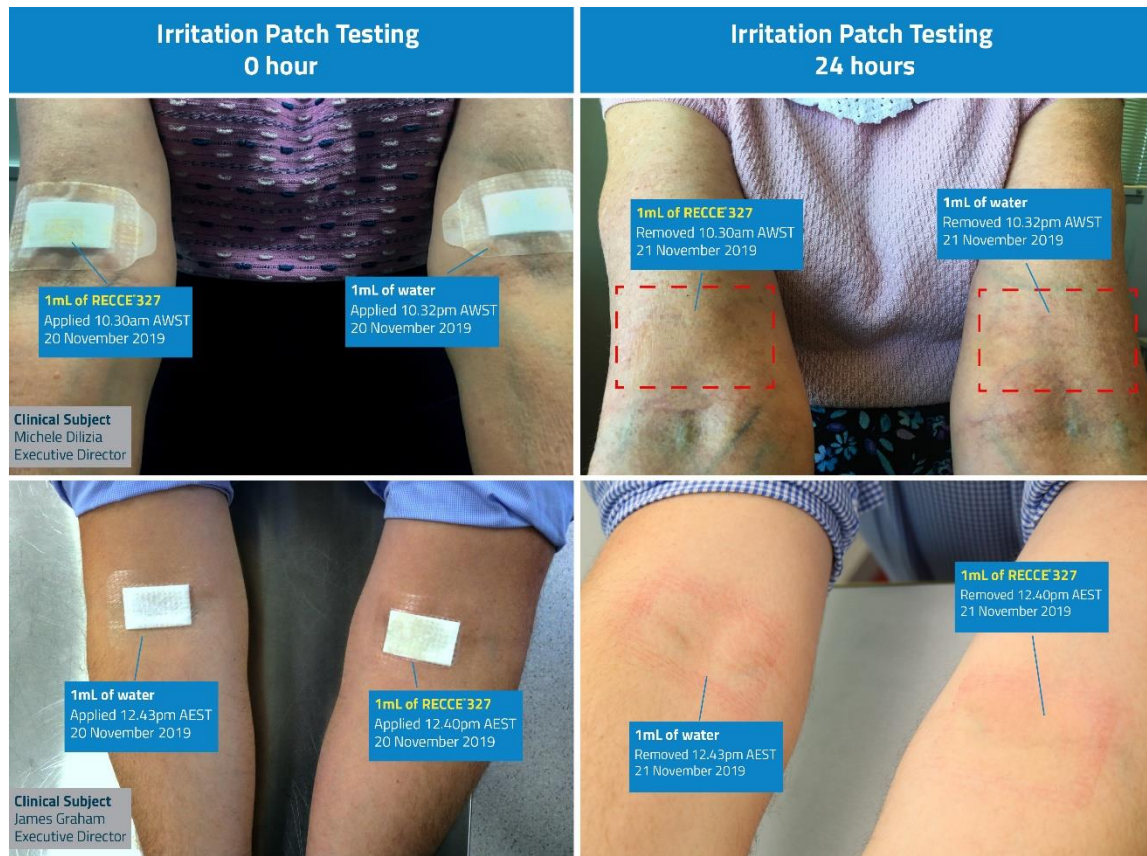 Irritation Patch Testing
0 hour
Irritation Patch Testing
24 hours
1mL of RECCE®327
Applied 10.30am AWST
20 November 2019
1mL of water
Applied 10.32pm AWST
20 November 2019
Clinical Subject
Michele Dilizia
Executive Director
1mL of RECCE®327
Removed 10.30am AWST
21 November 2019
1mL of water
Removed 10.32pm AWST
21 November 2019
1mL of water
Applied 12.43pm AEST
20 November 2019
1mL of RECCE®327
Applied 12.40pm AEST
20 November 2019
Clinical Subject
James Graham
Executive Director
1mL of RECCE®327
Removed 12.40pm AEST
21 November 2019
1mL of water
Removed 12.43pm AEST
21 November 2019